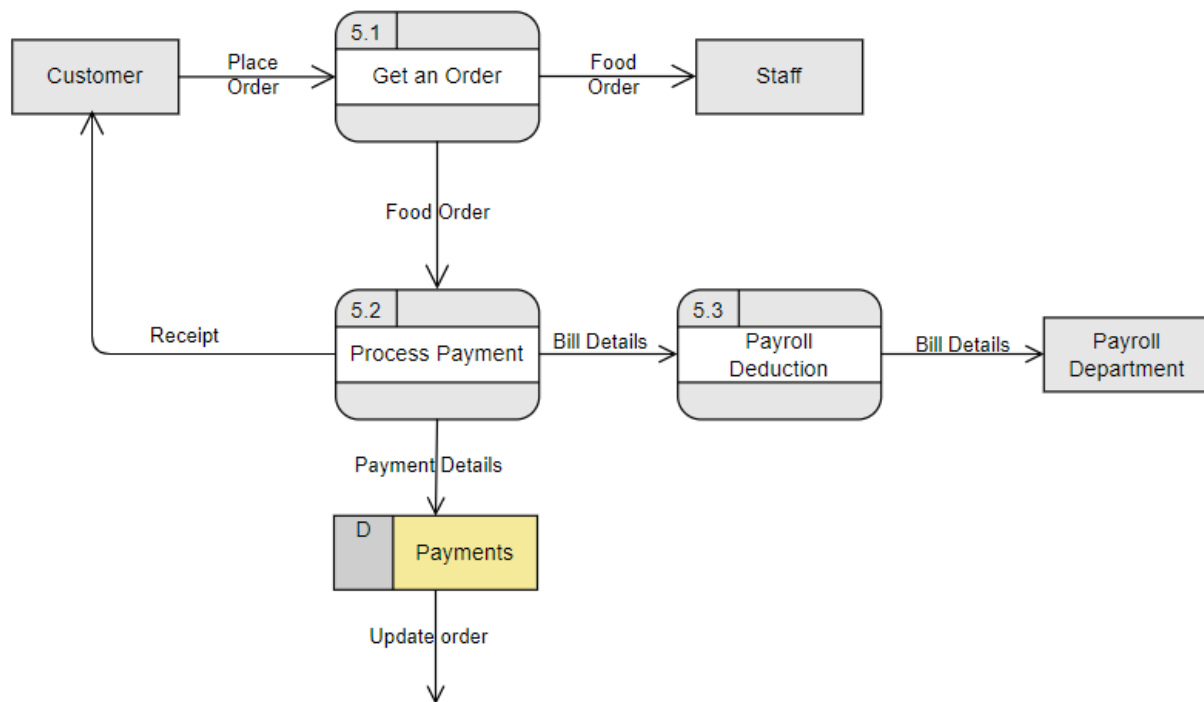 5.1
Customer
Place
Order
Get an Order
Food
Order
Staff
Food Order
5.2
5.3
Receipt
Process Payment
Bill Details
Payroll
Deduction
Bill Details
Payroll
Department
Payment Details
D
Payments
Update order